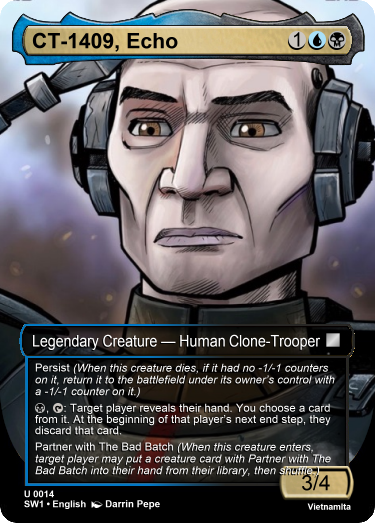 CT-1409, Echo
1
Legendary Creature — Human Clone-Trooper
Persist (When this creature dies, if it had no -1/-1 counters
on it, return it to the battlefield under its owner's control with
a -1/-1 counter on it.)
, : Target player reveals their hand. You choose a card
from it. At the beginning of that player's next end step, they
discard that card.
Partner with The Bad Batch (When this creature enters,
target player may put a creature card with Partner with The
Bad Batch into their hand from their library, then shuffle.)
3/4
U 0014
SW1 • English Darrin Pepe
Vietnamita